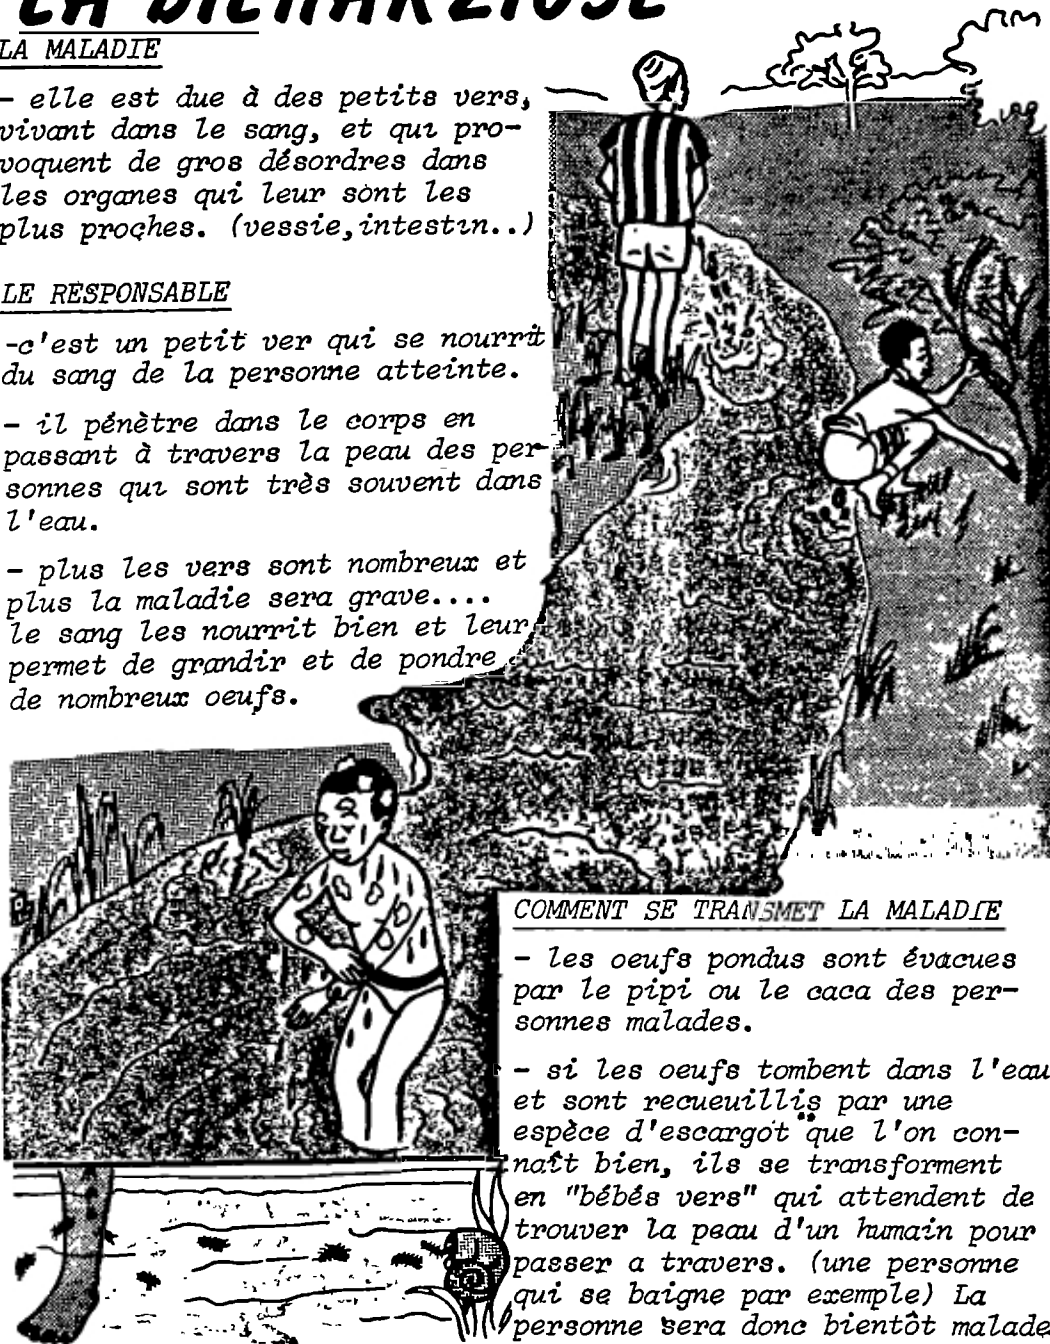 LA BILHARZIOSE
LA MALADIE
- elle est due à des petits vers,
vivant dans le sang, et qui pro-
voquent de gros désordres dans
les organes qui leur sont les
plus proches. (vessie,intestin..)
LE RESPONSABLE
-c'est un petit ver qui se nourrit
du sang de la personne atteinte.
- il pénètre dans le corps en
passant à travers la peau des per-
sonnes qui sont très souvent dans
l'eau.
- plus les vers sont nombreux et
plus la maladie sera grave....
le sang les nourrit bien et leur
permet de grandir et de pondre
de nombreux oeufs.
COMMENT SE TRANSMET LA MALADIE
- les oeufs pondus sont évacues
par le pipi ou le caca des per-
sonnes malades.
- si les oeufs tombent dans l'eau
et sont recueuillis par une
espèce d'escargot que l'on con-
naît bien, ils se transforment
en "bébés vers" qui attendent de
trouver la peau d'un humain pour
passer a travers. (une personne
qui se baigne par exemple) La
personne sera donc bientôt malade